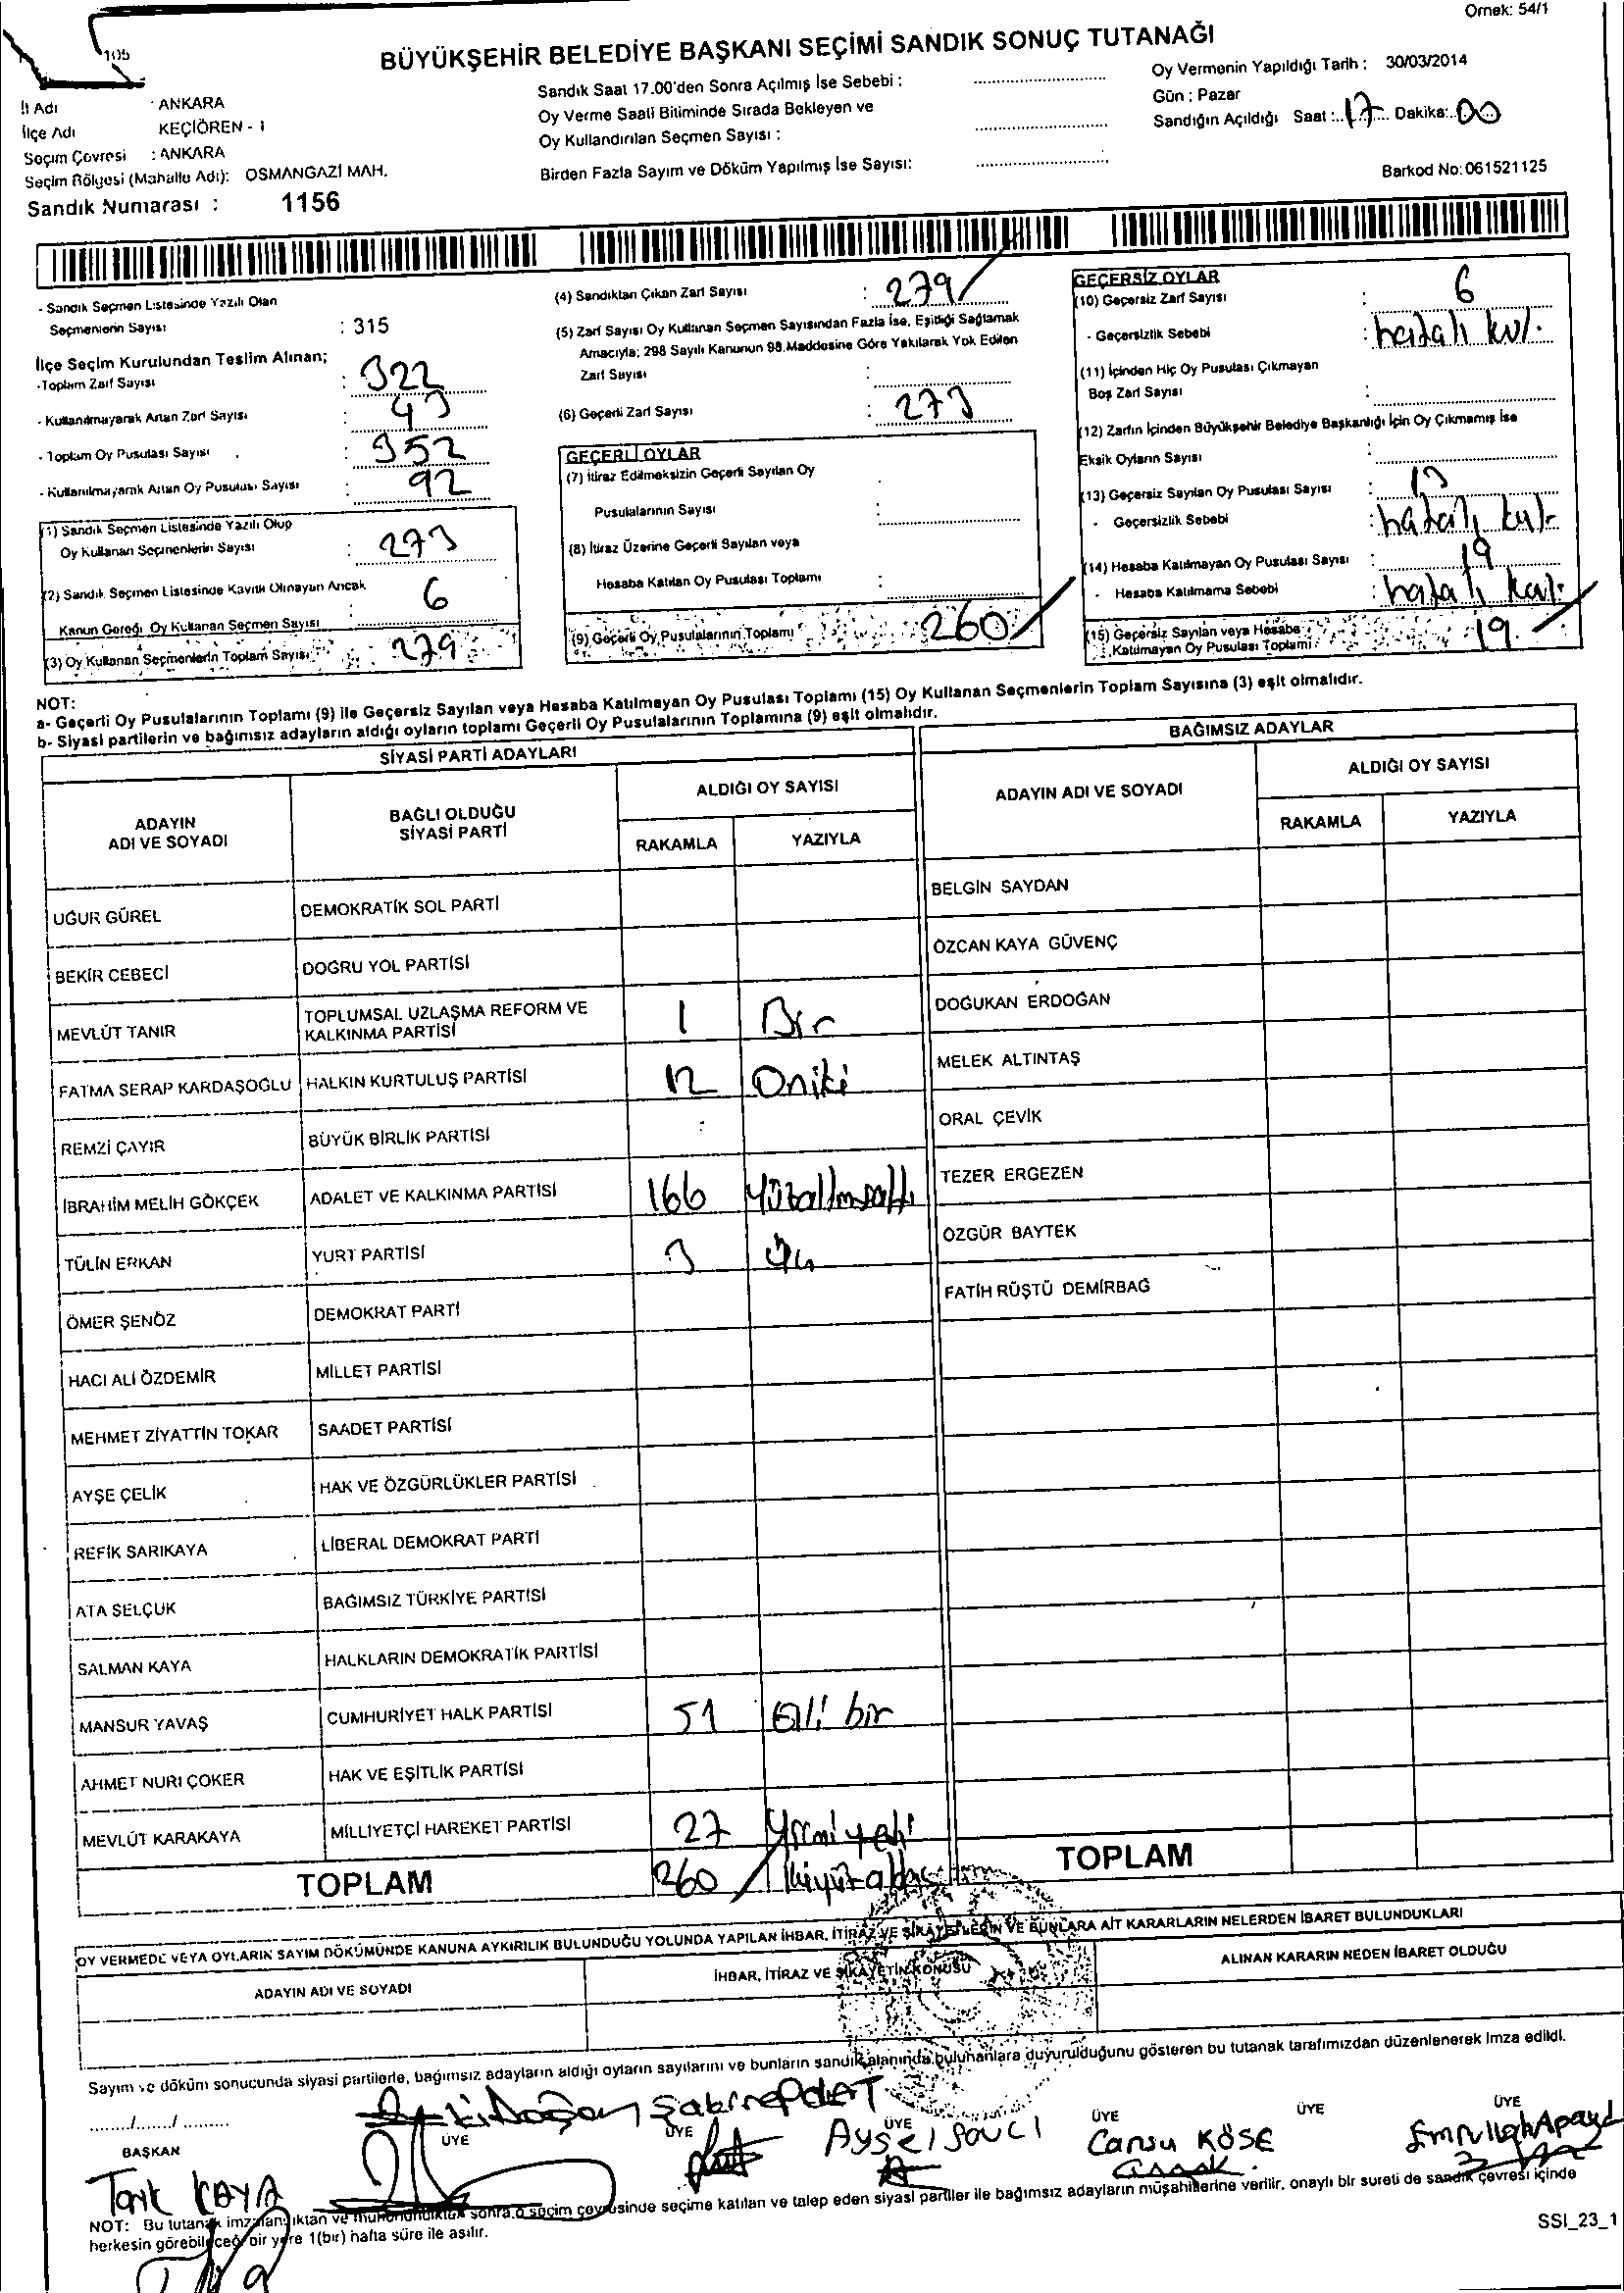 Örnek: 54/1
105
BÜYÜKŞEHİR BELEDİYE BAŞKANI SEÇİMİ SANDIK SONUÇ TUTANAĞI
İl Adı : ANKARA
İlçe Adı KEÇİÖREN - 1
Seçim Çevresi : ANKARA
Seçim Bölgesi (Mahalle Adı): OSMANGAZİ MAH.
Sandık Numarası : 1156
Sandık Saat 17.00'den Sonra Açılmış İse Sebebi :
Oy Verme Saati Bitiminde Sırada Bekleyen ve
Oy Kullandırılan Seçmen Sayısı :
Birden Fazla Sayım ve Döküm Yapılmış İse Sayısı:
Oy Vermenin Yapıldığı Tarih : 30/03/2014
Gün : Pazar
Sandığın Açıldığı Saat : 17 Dakika: 00
Barkod No: 061521125
- Sandık Seçmen Listesinde Yazılı Olan
Seçmenlerin Sayısı : 315
İlçe Seçim Kurulundan Teslim Alınan;
-Toplam Zarf Sayısı : 322
- Kullanılmayarak Artan Zarf Sayısı : 43
- Toplam Oy Pusulası Sayısı : 352
- Kullanılmayarak Artan Oy Pusulası Sayısı : 92
(1) Sandık Seçmen Listesinde Yazılı Olup
Oy Kullanan Seçmenlerin Sayısı : 273
(2) Sandık Seçmen Listesinde Kayıtlı Olmayan Ancak
Kanun Gereği Oy Kullanan Seçmen Sayısı : 6
(3) Oy Kullanan Seçmenlerin Toplam Sayısı : 279
(4) Sandıktan Çıkan Zarf Sayısı : 279
(5) Zarf Sayısı Oy Kullanan Seçmen Sayısından Fazla İse, Eşitliği Sağlamak
Amacıyla; 298 Sayılı Kanunun 98.Maddesine Göre Yakılarak Yok Edilen
Zarf Sayısı :
(6) Geçerli Zarf Sayısı : 273
GEÇERLİ OYLAR
(7) İtiraz Edilmeksizin Geçerli Sayılan Oy
Pusulalarının Sayısı :
(8) İtiraz Üzerine Geçerli Sayılan veya
Hesaba Katılan Oy Pusulası Toplamı :
(9) Geçerli Oy Pusulalarının Toplamı : 260
GEÇERSİZ OYLAR
(10) Geçersiz Zarf Sayısı : 6
- Geçersizlik Sebebi : hatalı kul.
(11) İçinden Hiç Oy Pusulası Çıkmayan
Boş Zarf Sayısı :
(12) Zarfın İçinden Büyükşehir Belediye Başkanlığı İçin Oy Çıkmamış İse
Eksik Oyların Sayısı :
(13) Geçersiz Sayılan Oy Pusulası Sayısı : 13
- Geçersizlik Sebebi : hatalı kul.
(14) Hesaba Katılmayan Oy Pusulası Sayısı : 19
- Hesaba Katılmama Sebebi : hatalı kul.
(15) Geçersiz Sayılan veya Hesaba
Katılmayan Oy Pusulası Toplamı : 19
NOT:
a- Geçerli Oy Pusulalarının Toplamı (9) ile Geçersiz Sayılan veya Hesaba Katılmayan Oy Pusulası Toplamı (15) Oy Kullanan Seçmenlerin Toplam Sayısına (3) eşit olmalıdır.
b- Siyasi partilerin ve bağımsız adayların aldığı oyların toplamı Geçerli Oy Pusulalarının Toplamına (9) eşit olmalıdır.
SİYASİ PARTİ ADAYLARI
BAĞIMSIZ ADAYLAR
ADAYIN ADI VE SOYADI
BAĞLI OLDUĞU SİYASİ PARTİ
ALDIĞI OY SAYISI
RAKAMLA YAZIYLA
ADAYIN ADI VE SOYADI
ALDIĞI OY SAYISI
RAKAMLA YAZIYLA
UĞUR GÜREL DEMOKRATİK SOL PARTİ
BEKİR CEBECİ DOĞRU YOL PARTİSİ
MEVLÜT TANIR TOPLUMSAL UZLAŞMA REFORM VE KALKINMA PARTİSİ 1 Bir
FATMA SERAP KARDAŞOĞLU HALKIN KURTULUŞ PARTİSİ 12 Oniki
REMZİ ÇAYIR BÜYÜK BİRLİK PARTİSİ
İBRAHİM MELİH GÖKÇEK ADALET VE KALKINMA PARTİSİ 166 Yüzaltmışaltı
TÜLİN ERKAN YURT PARTİSİ 3 Üç
ÖMER ŞENÖZ DEMOKRAT PARTİ
HACI ALİ ÖZDEMİR MİLLET PARTİSİ
MEHMET ZİYATTİN TOKAR SAADET PARTİSİ
AYŞE ÇELİK HAK VE ÖZGÜRLÜKLER PARTİSİ
REFİK SARIKAYA LİBERAL DEMOKRAT PARTİ
ATA SELÇUK BAĞIMSIZ TÜRKİYE PARTİSİ
SALMAN KAYA HALKLARIN DEMOKRATİK PARTİSİ
MANSUR YAVAŞ CUMHURİYET HALK PARTİSİ 51 Elli bir
AHMET NURİ ÇOKER HAK VE EŞİTLİK PARTİSİ
MEVLÜT KARAKAYA MİLLİYETÇİ HAREKET PARTİSİ 27 Yirmiyedi
TOPLAM 260 İkiyüzaltmış
BELGİN SAYDAN
ÖZCAN KAYA GÜVENÇ
DOĞUKAN ERDOĞAN
MELEK ALTINTAŞ
ORAL ÇEVİK
TEZER ERGEZEN
ÖZGÜR BAYTEK
FATİH RÜŞTÜ DEMİRBAĞ
TOPLAM
OY VERMEDE VEYA OYLARIN SAYIM DÖKÜMÜNDE KANUNA AYKIRILIK BULUNDUĞU YOLUNDA YAPILAN İHBAR, İTİRAZ VE ŞİKAYETLERİN VE BUNLARA AİT KARARLARIN NELERDEN İBARET BULUNDUKLARI
ADAYIN ADI VE SOYADI
İHBAR, İTİRAZ VE ŞİKAYETİN KONUSU
ALINAN KARARIN NEDEN İBARET OLDUĞU
Sayım ve döküm sonucunda siyasi partilerle, bağımsız adayların aldığı oyların sayılarını ve bunların sandık alanında bulunanlara duyurulduğunu gösteren bu tutanak tarafımızdan düzenlenerek imza edildi.
...../....../.........
BAŞKAN ÜYE ÜYE ÜYE ÜYE ÜYE ÜYE
Tarık KAYA
Aysel Savcı
Cansu KÖSE
NOT: Bu tutanak imzalandıktan ve mühürlendikten sonra o seçim çevresinde seçime katılan ve talep eden siyasi partiler ile bağımsız adayların müşahitlerine verilir, onaylı bir sureti de sandık çevresi içinde
herkesin görebileceği bir yere 1(bir) hafta süre ile asılır.
SSI_23_1